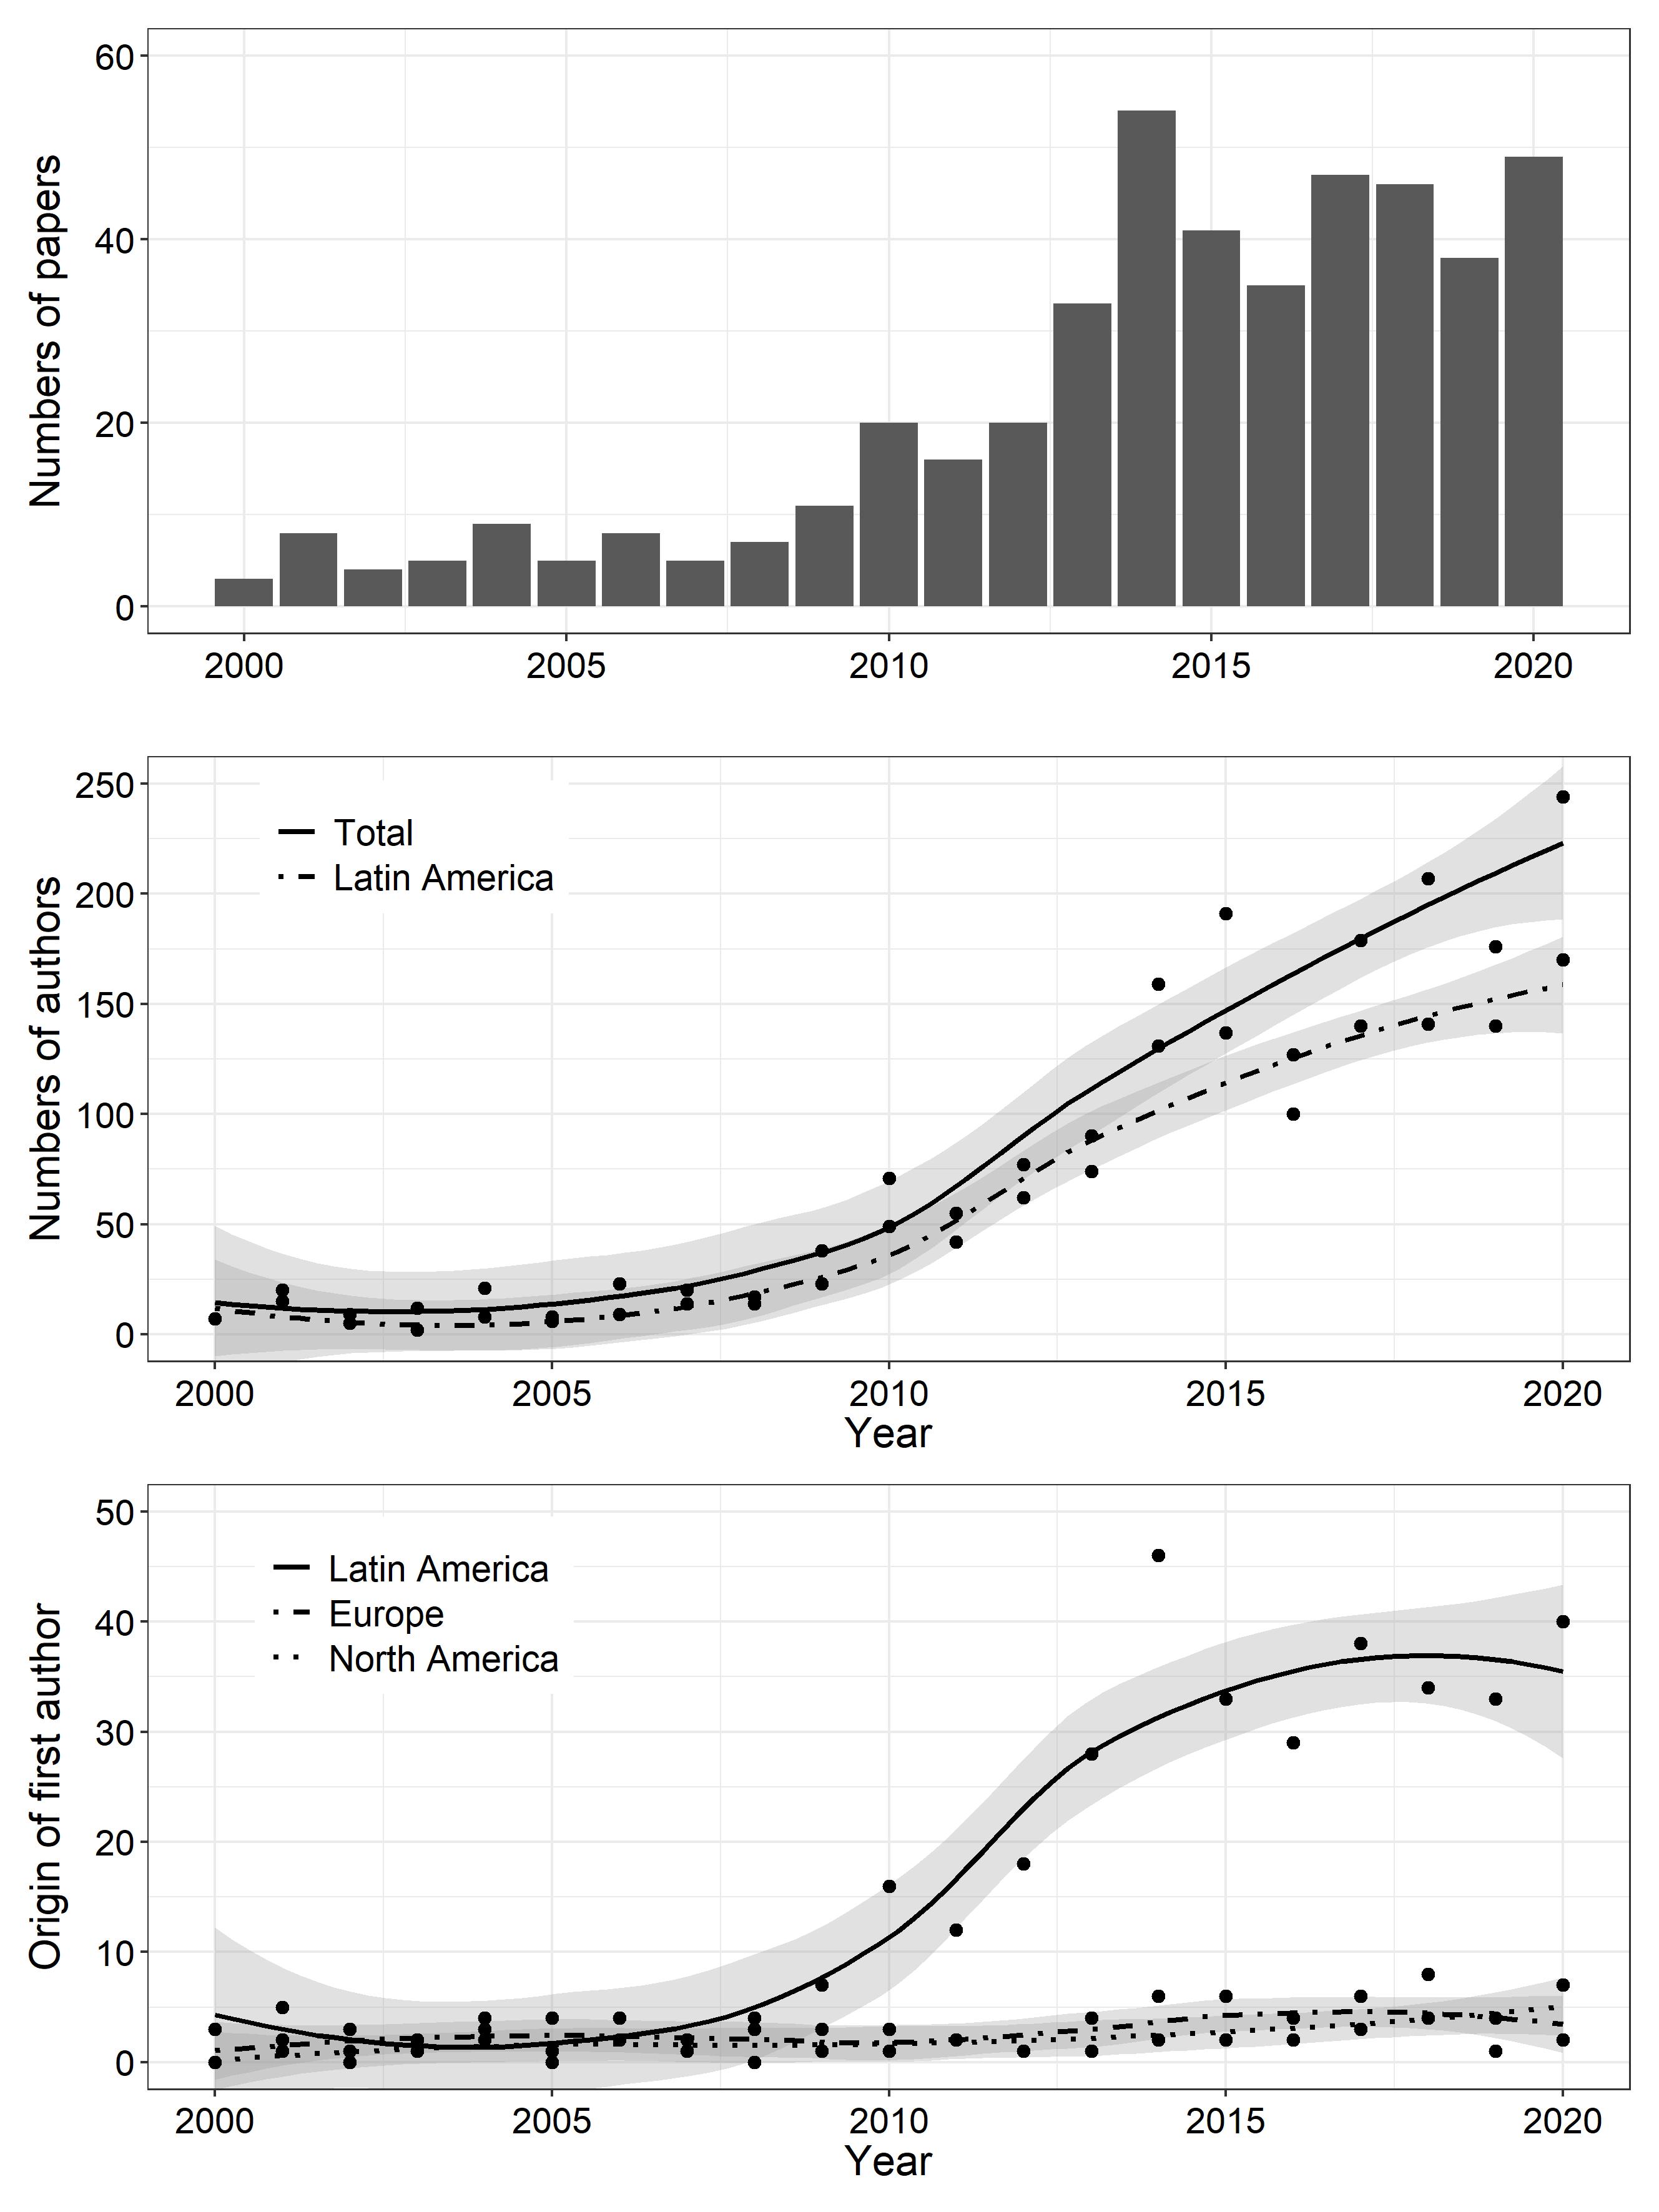 60
40
20
0
Numbers of papers
2000 2005 2010 2015 2020
250
200
150
100
50
0
Numbers of authors
Total
Latin America
2000 2005 2010 2015 2020
Year
50
40
30
20
10
0
Origin of first author
Latin America
Europe
North America
2000 2005 2010 2015 2020
Year